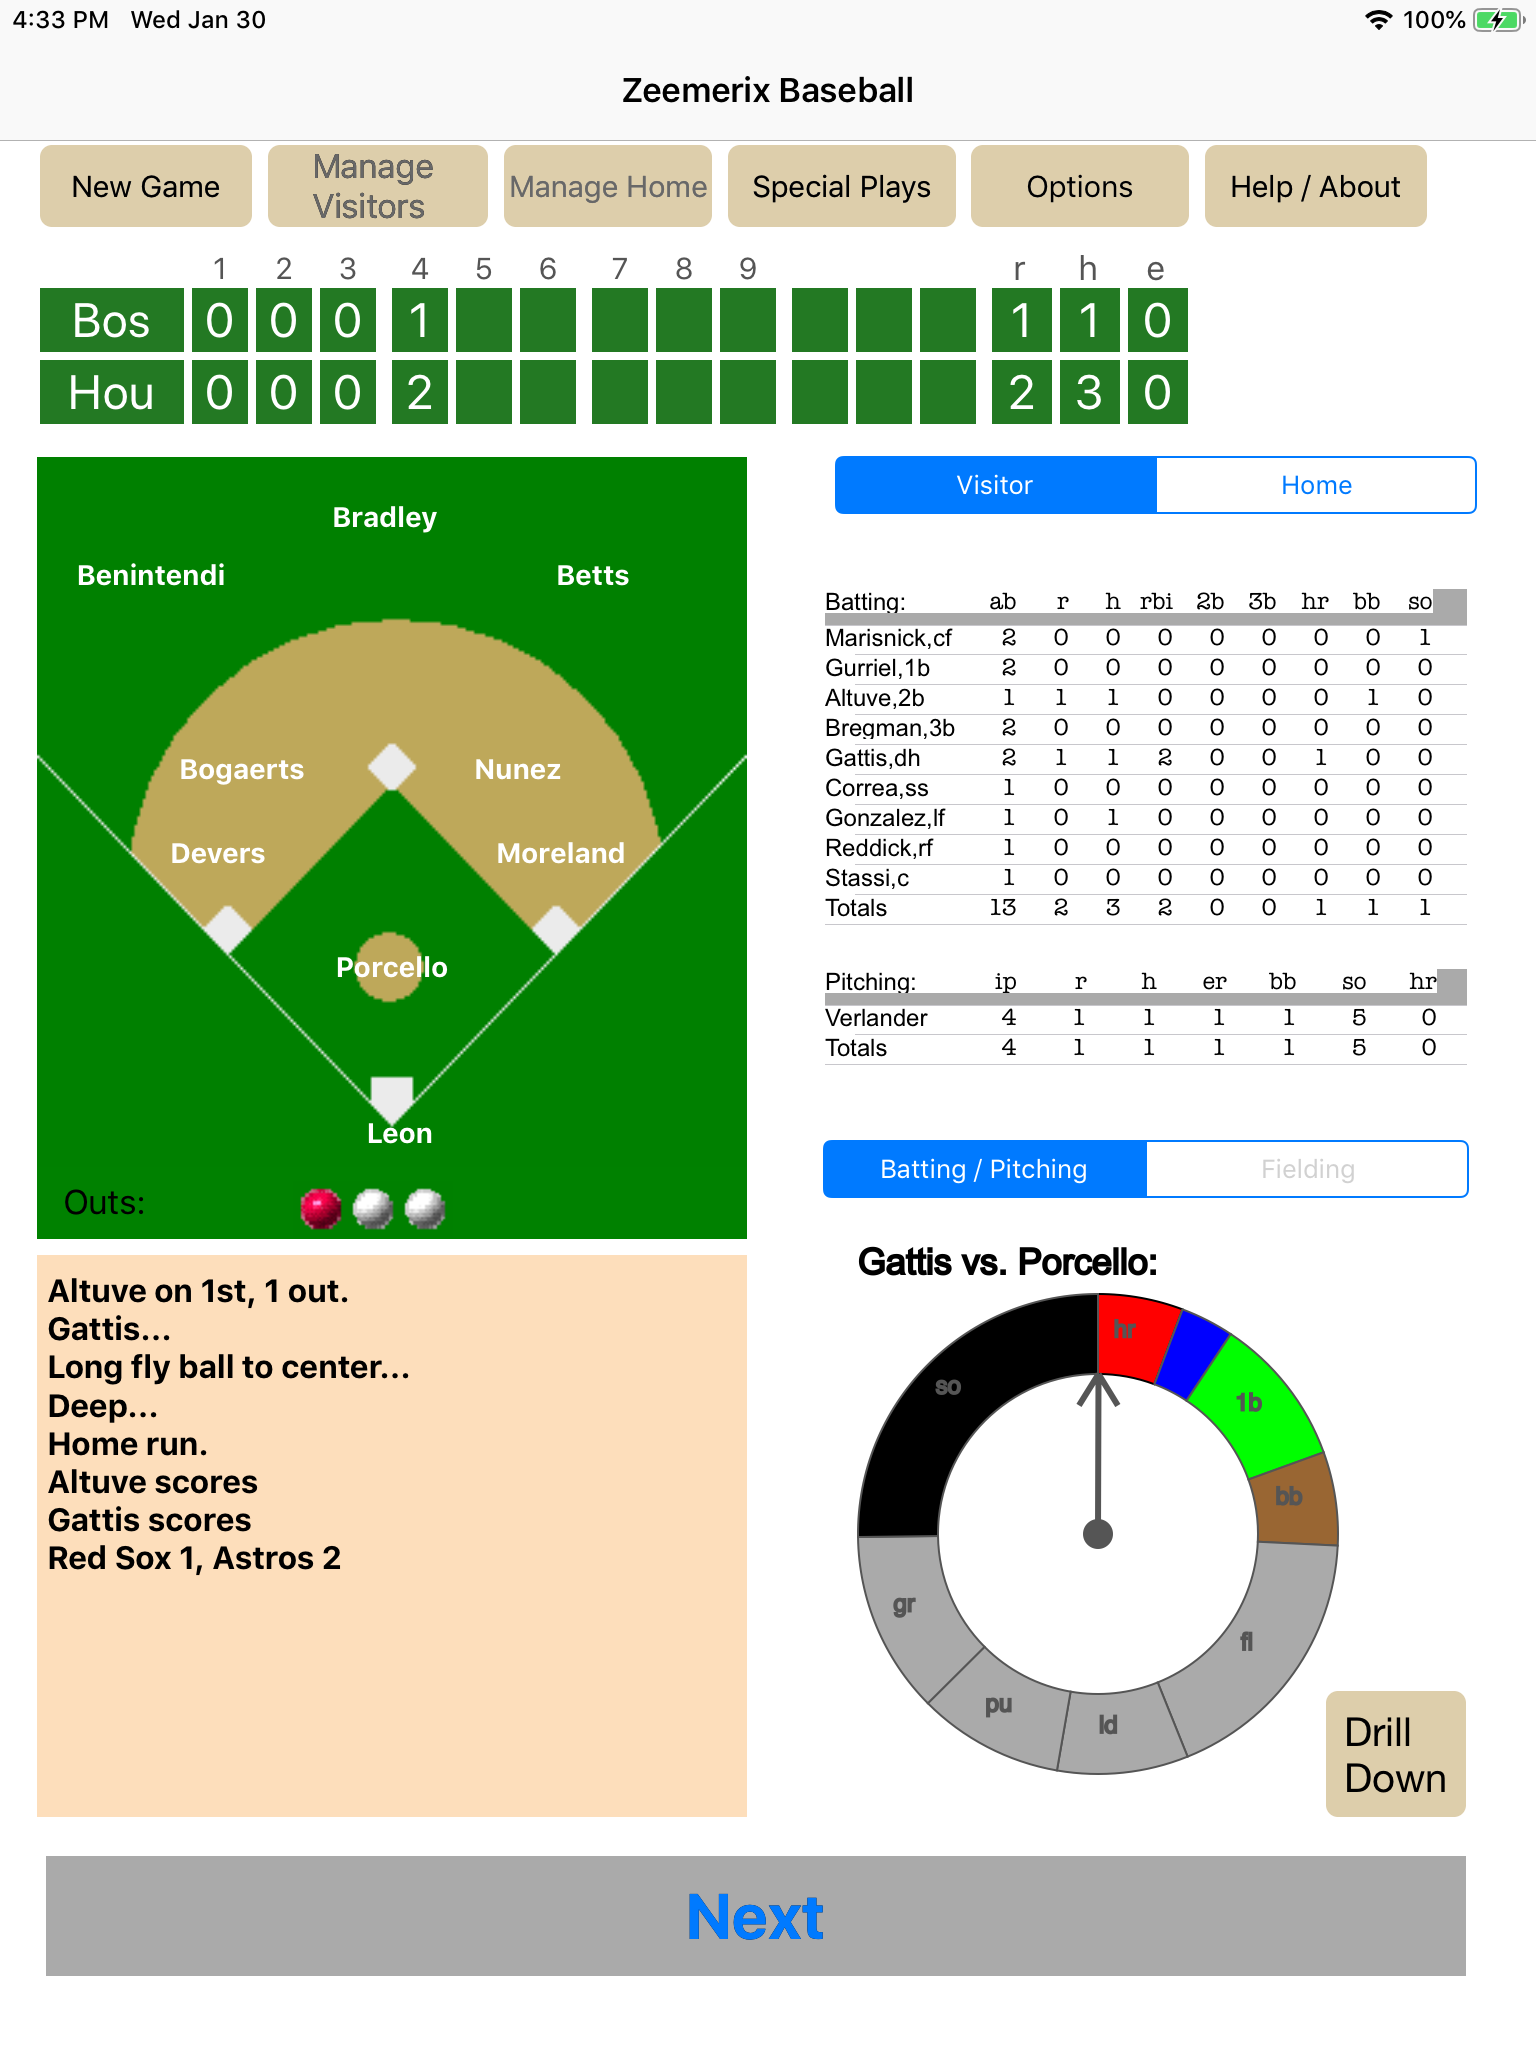 4:33 PM Wed Jan 30 100%
Zeemerix Baseball
New Game
Manage
Visitors
Manage Home
Special Plays
Options
Help / About
1 2 3 4 5 6 7 8 9 r h e
Bos 0 0 0 1 1 1 0
Hou 0 0 0 2 2 3 0
Bradley
Benintendi
Betts
Bogaerts
Nunez
Devers
Moreland
Porcello
Leon
Outs:
Visitor
Home
Batting: ab r h rbi 2b 3b hr bb so
Marisnick,cf 2 0 0 0 0 0 0 0 1
Gurriel,1b 2 0 0 0 0 0 0 0 0
Altuve,2b 1 1 1 0 0 0 0 1 0
Bregman,3b 2 0 0 0 0 0 0 0 0
Gattis,dh 2 1 1 2 0 0 1 0 0
Correa,ss 1 0 0 0 0 0 0 0 0
Gonzalez,lf 1 0 1 0 0 0 0 0 0
Reddick,rf 1 0 0 0 0 0 0 0 0
Stassi,c 1 0 0 0 0 0 0 0 0
Totals 13 2 3 2 0 0 1 1 1
Pitching: ip r h er bb so hr
Verlander 4 1 1 1 1 5 0
Totals 4 1 1 1 1 5 0
Batting / Pitching
Fielding
Altuve on 1st, 1 out.
Gattis...
Long fly ball to center...
Deep...
Home run.
Altuve scores
Gattis scores
Red Sox 1, Astros 2
Gattis vs. Porcello:
hr
so
1b
bb
gr
fl
pu
ld
Drill
Down
Next